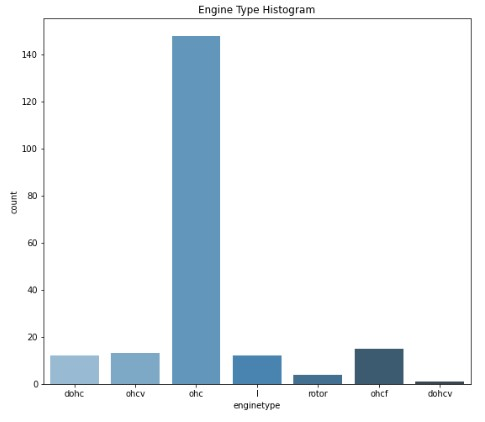 Engine Type Histogram
140
120
100
80
60
40
20
0
count
dohc ohcv ohc l rotor ohcf dohcv
enginetype